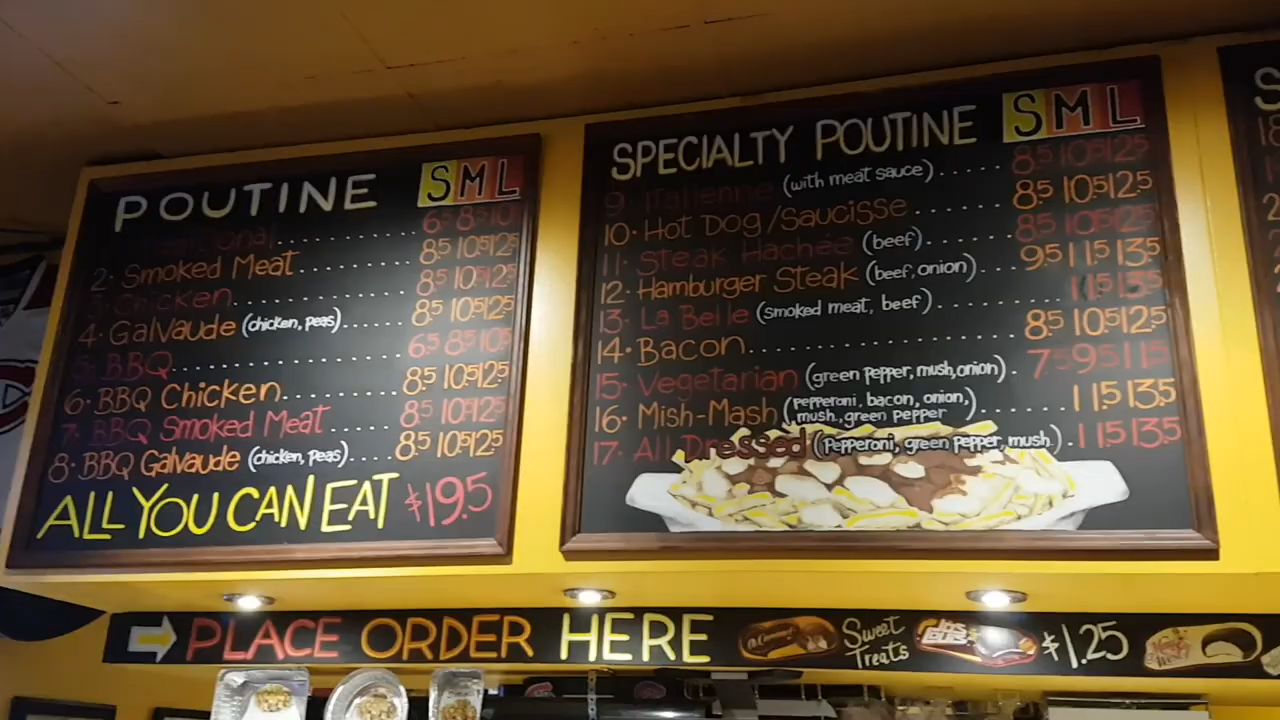 POUTINE S M L
Traditional.................. 6.5 8.5 10.5
2. Smoked Meat............ 8.5 10.5 12.5
3. Chicken.................. 8.5 10.5 12.5
4. Galvaude (chicken, peas)...... 8.5 10.5 12.5
5. BBQ........................ 6.5 8.5 10.5
6. BBQ Chicken............ 8.5 10.5 12.5
7. BBQ Smoked Meat..... 8.5 10.5 12.5
8. BBQ Galvaude (chicken, peas).... 8.5 10.5 12.5
ALL YOU CAN EAT $19.5
SPECIALTY POUTINE S M L
9. Italienne (with meat sauce)..... 8.5 10.5 12.5
10. Hot Dog/Saucisse....... 8.5 10.5 12.5
11. Steak Hachée (beef)....... 8.5 10.5 12.5
12. Hamburger Steak (beef, onion)... 9.5 11.5 13.5
13. La Belle (smoked meat, beef).......... 11.5 13.5
14. Bacon..................... 8.5 10.5 12.5
15. Vegetarian (green pepper, mush, onion). 7.5 9.5 11.5
16. Mish-Mash (Pepperoni, bacon, onion, mush, green pepper)...... 11.5 13.5
17. All Dressed (Pepperoni, green pepper, mush.). 11.5 13.5
PLACE ORDER HERE Sweet Treats Jos Louis $1.25